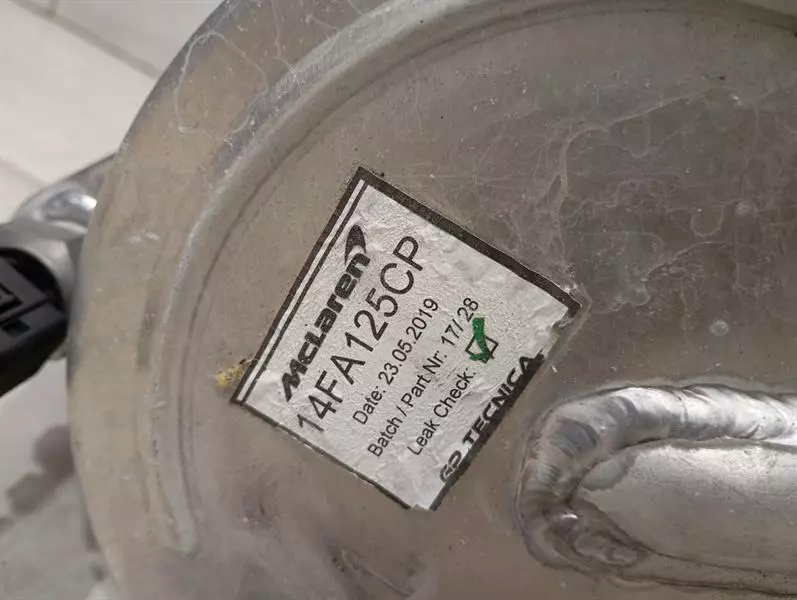 McLaren
14FA125CP
Date: 23.05.2019
Batch / Part Nr: 17/28
Leak Check:
GP TECNICA